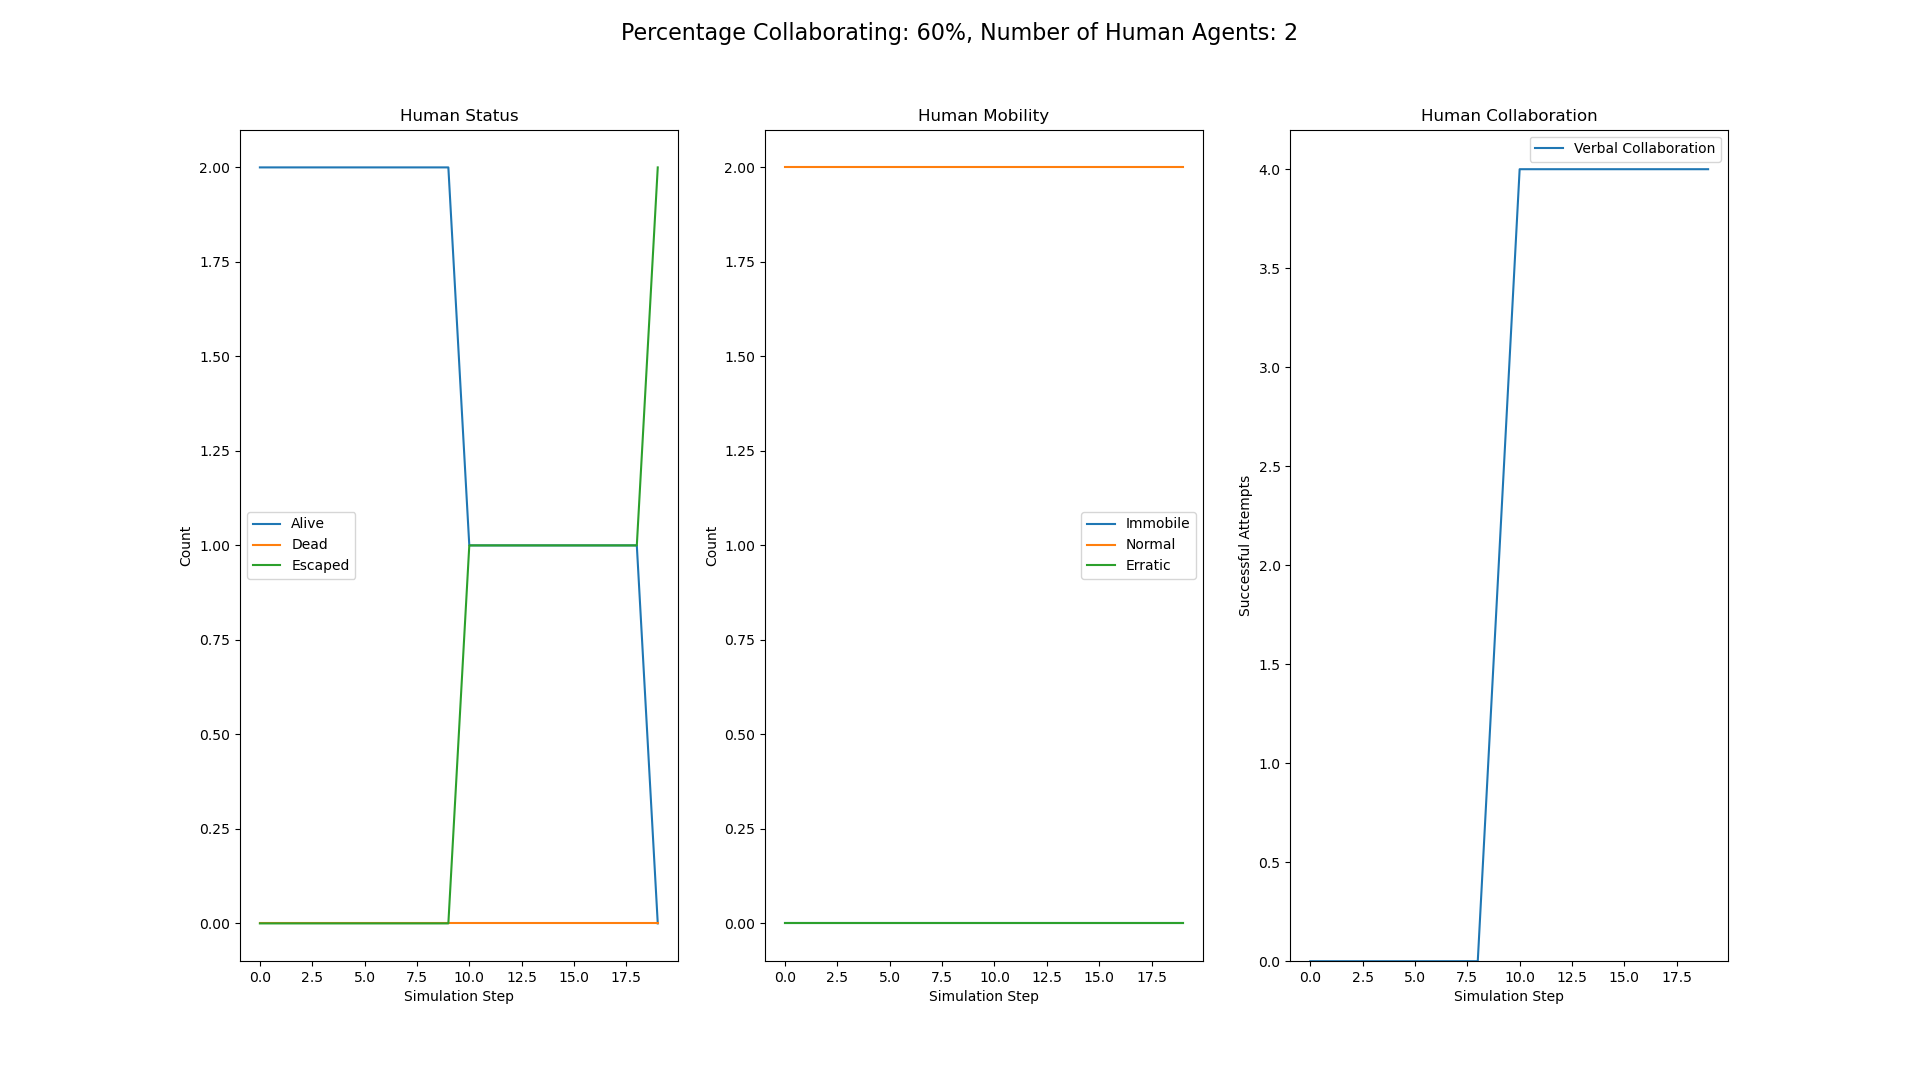 Percentage Collaborating: 60%, Number of Human Agents: 2
Human Status
2.00
1.75
1.50
1.25
1.00
0.75
0.50
0.25
0.00
Count
Alive
Dead
Escaped
0.0 2.5 5.0 7.5 10.0 12.5 15.0 17.5
Simulation Step
Human Mobility
2.00
1.75
1.50
1.25
1.00
0.75
0.50
0.25
0.00
Count
Immobile
Normal
Erratic
0.0 2.5 5.0 7.5 10.0 12.5 15.0 17.5
Simulation Step
Human Collaboration
Verbal Collaboration
4.0
3.5
3.0
2.5
2.0
1.5
1.0
0.5
0.0
Successful Attempts
0.0 2.5 5.0 7.5 10.0 12.5 15.0 17.5
Simulation Step